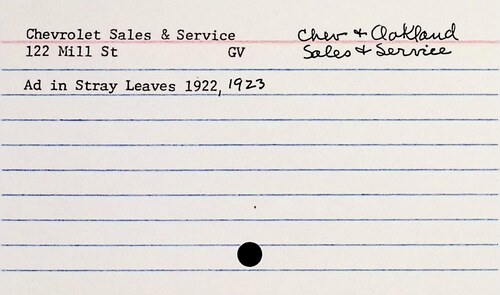 Chevrolet Sales & Service
122 Mill St GV
Chev + Oakland
Sales + Service
Ad in Stray Leaves 1922, 1923